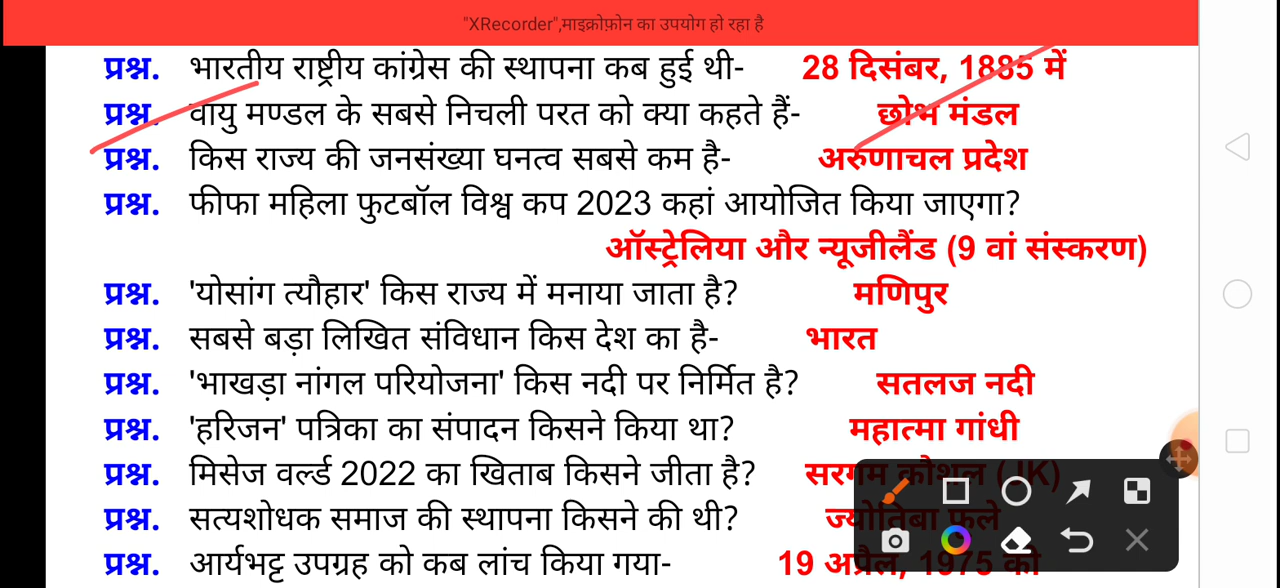 "XRecorder",माइक्रोफ़ोन का उपयोग हो रहा है
प्रश्न. भारतीय राष्ट्रीय कांग्रेस की स्थापना कब हुई थी- 28 दिसंबर, 1885 में
प्रश्न. वायु मण्डल के सबसे निचली परत को क्या कहते हैं- छोभ मंडल
प्रश्न. किस राज्य की जनसंख्या घनत्व सबसे कम है- अरुणाचल प्रदेश
प्रश्न. फीफा महिला फुटबॉल विश्व कप 2023 कहां आयोजित किया जाएगा?
ऑस्ट्रेलिया और न्यूजीलैंड (9 वां संस्करण)
प्रश्न. 'योसांग त्यौहार' किस राज्य में मनाया जाता है? मणिपुर
प्रश्न. सबसे बड़ा लिखित संविधान किस देश का है- भारत
प्रश्न. 'भाखड़ा नांगल परियोजना' किस नदी पर निर्मित है? सतलज नदी
प्रश्न. 'हरिजन' पत्रिका का संपादन किसने किया था? महात्मा गांधी
प्रश्न. मिसेज वर्ल्ड 2022 का खिताब किसने जीता है? सरगम कौशल (JK)
प्रश्न. सत्यशोधक समाज की स्थापना किसने की थी? ज्योतिबा फुले
प्रश्न. आर्यभट्ट उपग्रह को कब लांच किया गया- 19 अप्रैल, 1975 को